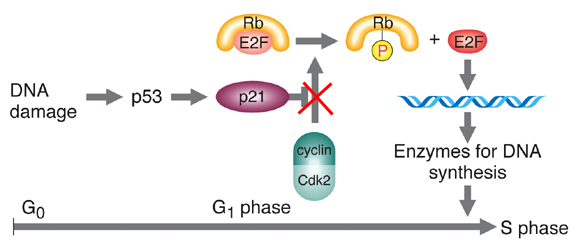 Rb
E2F
Rb
P
+
E2F
DNA
damage
p53
p21
cyclin
Cdk2
Enzymes for DNA
synthesis
G0
G1 phase
S phase